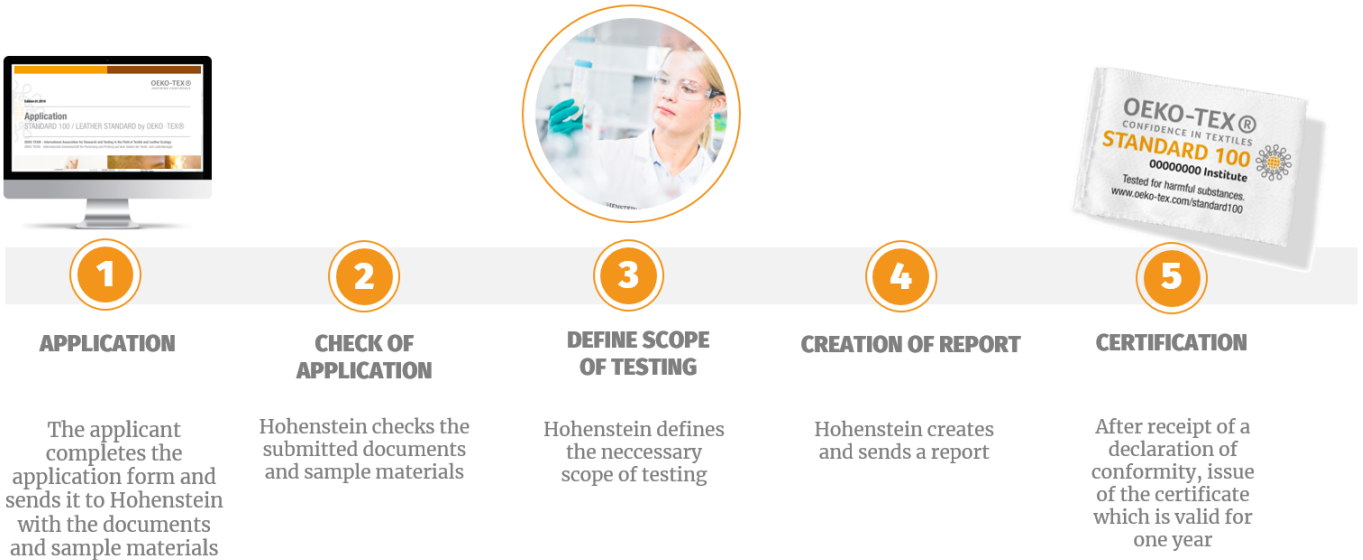 OEKO-TEX®
Application
STANDARD 100 / LEATHER STANDARD by OEKO-TEX®
OEKO-TEX®
CONFIDENCE IN TEXTILES
STANDARD 100
00000000 Institute
Tested for harmful substances.
www.oeko-tex.com/standard100
1
2
3
4
5
APPLICATION
The applicant
completes the
application form and
sends it to Hohenstein
with the documents
and sample materials
CHECK OF
APPLICATION
Hohenstein checks the
submitted documents
and sample materials
DEFINE SCOPE
OF TESTING
Hohenstein defines
the neccessary
scope of testing
CREATION OF REPORT
Hohenstein creates
and sends a report
CERTIFICATION
After receipt of a
declaration of
conformity, issue
of the certificate
which is valid for
one year